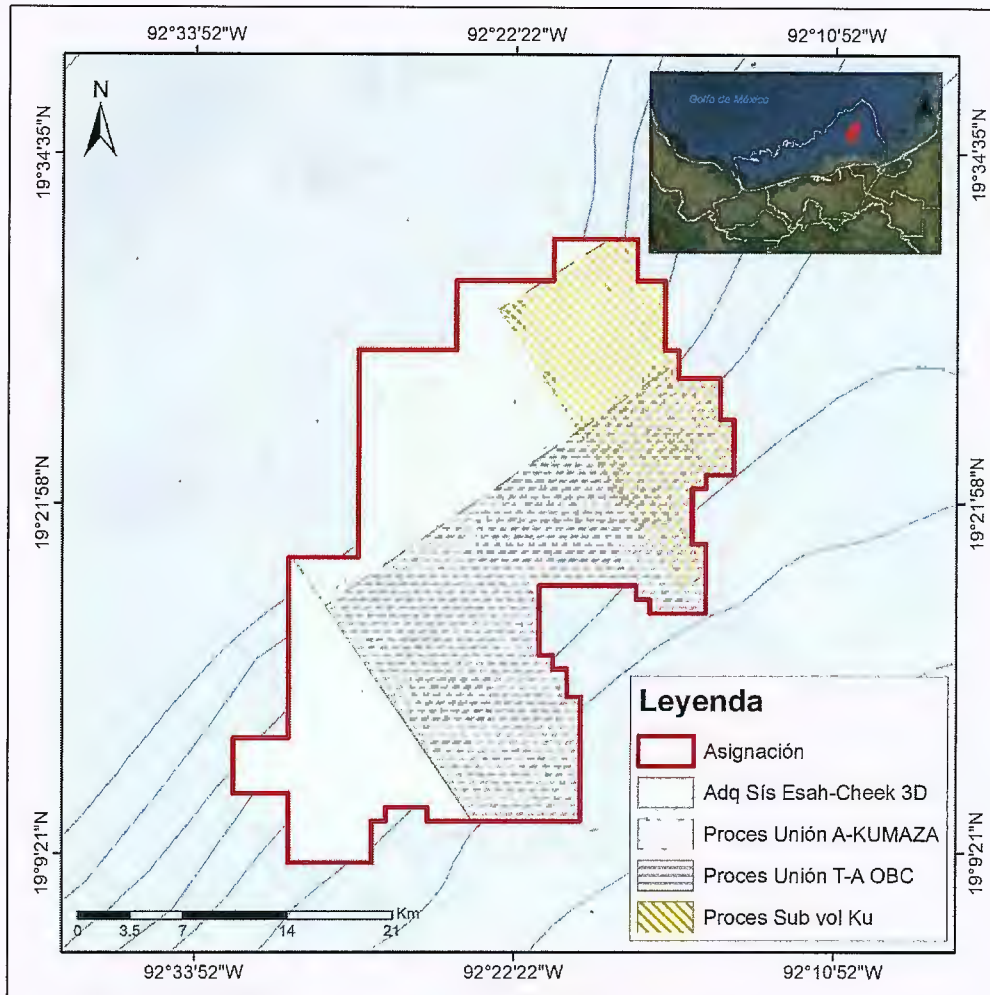 92°33'52"W 92°22'22"W 92°10'52"W
N
Golfo de México
19°34'35"N
19°34'35"N
19°21'58"N
19°21'58"N
19°9'21"N
19°9'21"N
Leyenda
Asignación
Adq Sís Esah-Cheek 3D
Proces Unión A-KUMAZA
Proces Unión T-A OBC
Proces Sub vol Ku
Km
0 3.5 7 14 21
92°33'52"W 92°22'22"W 92°10'52"W